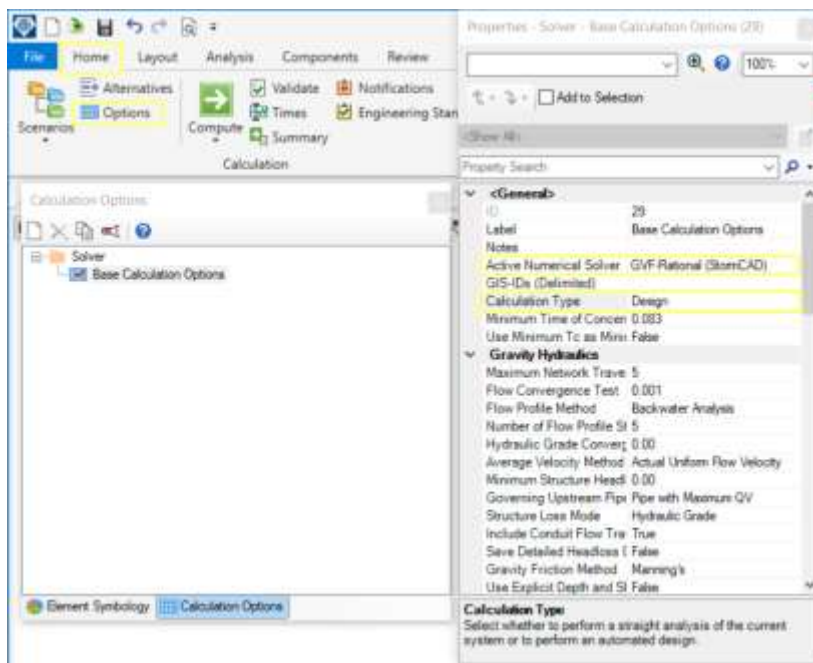 File Home Layout Analysis Components Review
Alternatives
Options
Scenarios
Compute
Validate
Times
Summary
Notifications
Engineering Stan
Calculation
Calculation Options
Solver
Base Calculation Options
Element Symbology Calculation Options
Properties - Solver - Base Calculation Options (29)
100%
Add to Selection
<Show All>
Property Search
<General>
ID 29
Label Base Calculation Options
Notes
Active Numerical Solver GVF-Rational (StormCAD)
GIS-IDs (Delimited)
Calculation Type Design
Minimum Time of Concen 0.083
Use Minimum Tc as Mini False
Gravity Hydraulics
Maximum Network Trave 5
Flow Convergence Test 0.001
Flow Profile Method Backwater Analysis
Number of Flow Profile St 5
Hydraulic Grade Converg 0.00
Average Velocity Method Actual Uniform Flow Velocity
Minimum Structure Headl 0.00
Governing Upstream Pipe Pipe with Maximum QV
Structure Loss Mode Hydraulic Grade
Include Conduit Flow Tra True
Save Detailed Headloss False
Gravity Friction Method Manning's
Use Explicit Depth and Sl False
Calculation Type
Select whether to perform a straight analysis of the current
system or to perform an automated design.